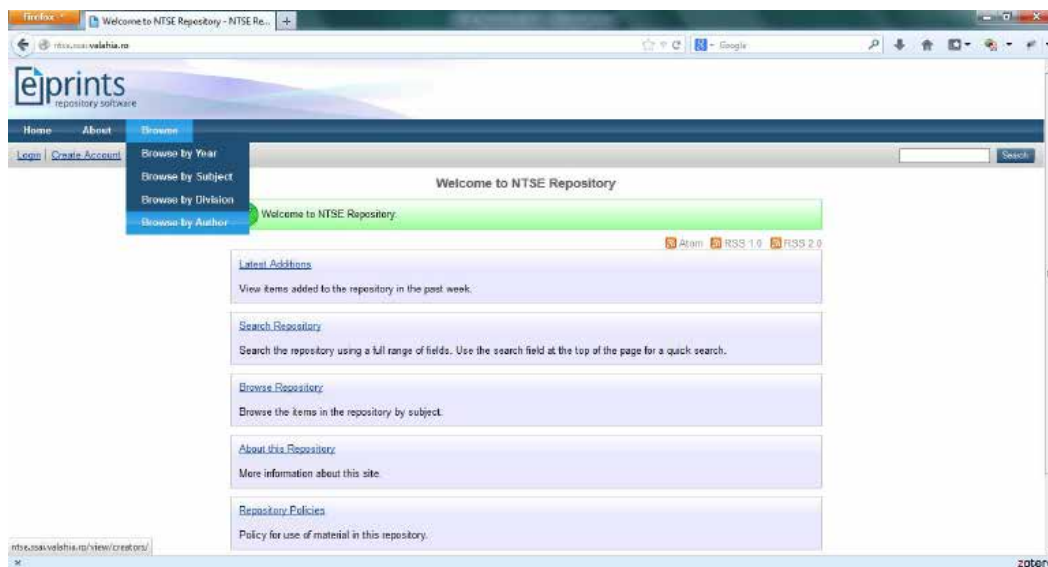 Firefox
Welcome to NTSE Repository - NTSE Re...
+
ntse.ssai.valahia.ro
Google
eprints
repository software
Home About Browse
Login | Create Account
Search
Browse by Year
Browse by Subject
Browse by Division
Browse by Author
Welcome to NTSE Repository
Welcome to NTSE Repository.
Atom RSS 1.0 RSS 2.0
Latest Additions
View items added to the repository in the past week.
Search Repository
Search the repository using a full range of fields. Use the search field at the top of the page for a quick search.
Browse Repository
Browse the items in the repository by subject.
About this Repository
More information about this site.
Repository Policies
Policy for use of material in this repository.
ntse.ssai.valahia.ro/view/creators/
zoter